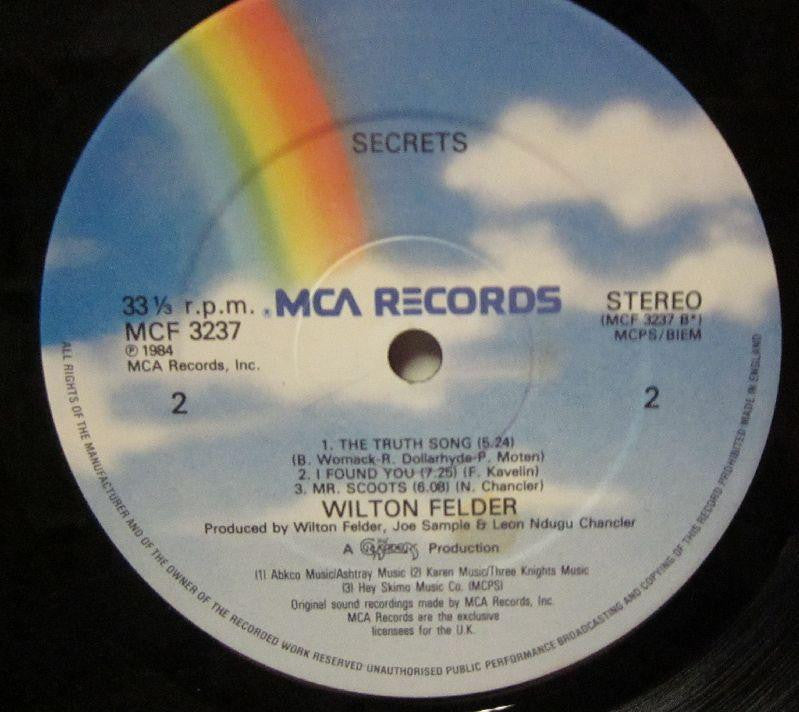 SECRETS
33 ⅓ r.p.m.
MCA RECORDS
STEREO
MCF 3237
(MCF 3237 B*)
MCPS/BIEM
℗ 1984
MCA Records, Inc.
2
2
1. THE TRUTH SONG (5.24)
(B. Womack-R. Dollarhyde-P. Moten)
2. I FOUND YOU (7.25) (F. Kavelin)
3. MR. SCOOTS (6.08) (N. Chancler)
WILTON FELDER
Produced by Wilton Felder, Joe Sample & Leon Ndugu Chancler
A Crusaders Production
(1) Abkco Music/Ashtray Music (2) Karen Music/Three Knights Music
(3) Hey Skimo Music Co. (MCPS)
Original sound recordings made by MCA Records, Inc.
MCA Records are the exclusive
licensees for the U.K.
ALL RIGHTS OF THE MANUFACTURER AND OF THE OWNER OF THE RECORDED WORK RESERVED UNAUTHORISED PUBLIC PERFORMANCE BROADCASTING AND COPYING OF THIS RECORD PROHIBITED MADE IN ENGLAND